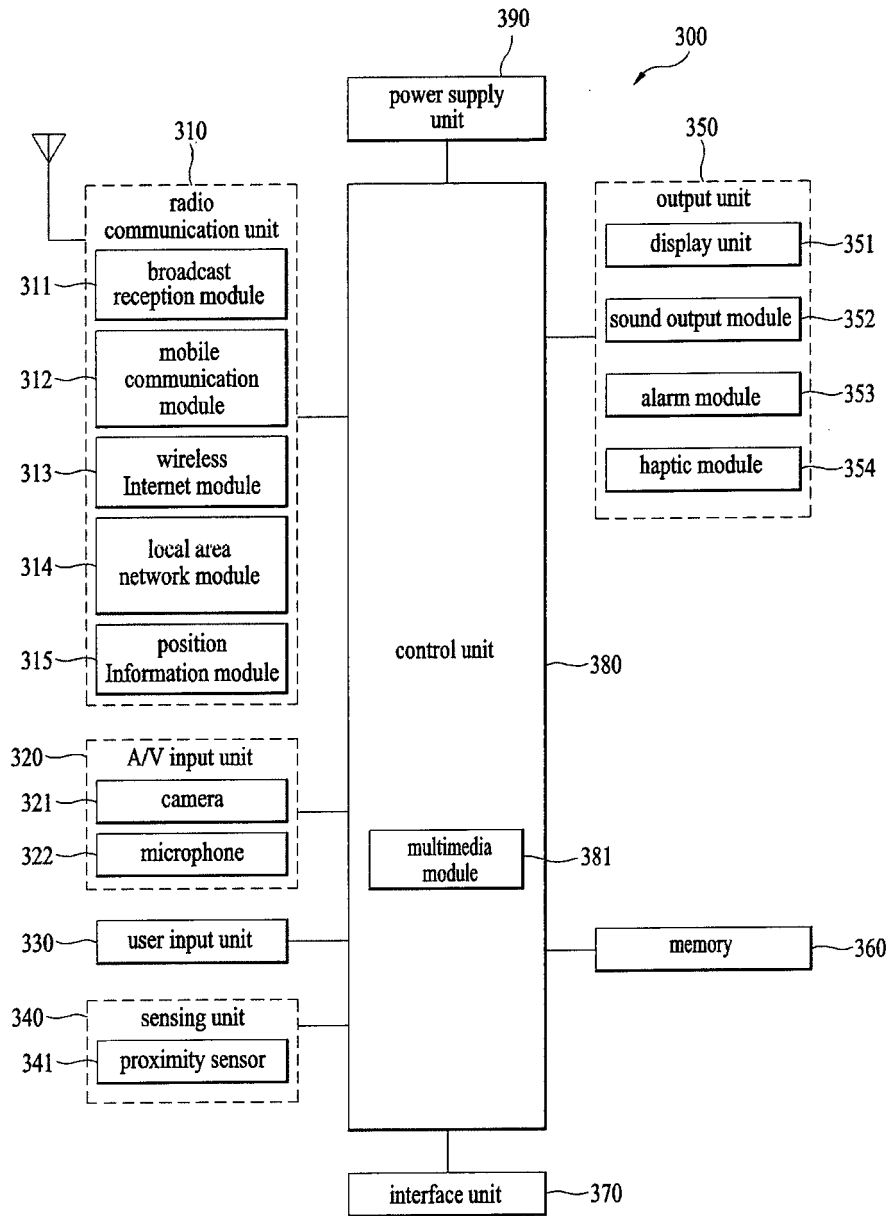 390
300
power supply
unit
310
350
radio
communication unit
output unit
display unit
351
311
broadcast
reception module
sound output module
352
312
mobile
communication
module
alarm module
353
313
wireless
Internet module
haptic module
354
314
local area
network module
315
position
Information module
control unit
380
320
A/V input unit
321
camera
322
microphone
multimedia
module
381
330
user input unit
memory
360
340
sensing unit
341
proximity sensor
interface unit
370